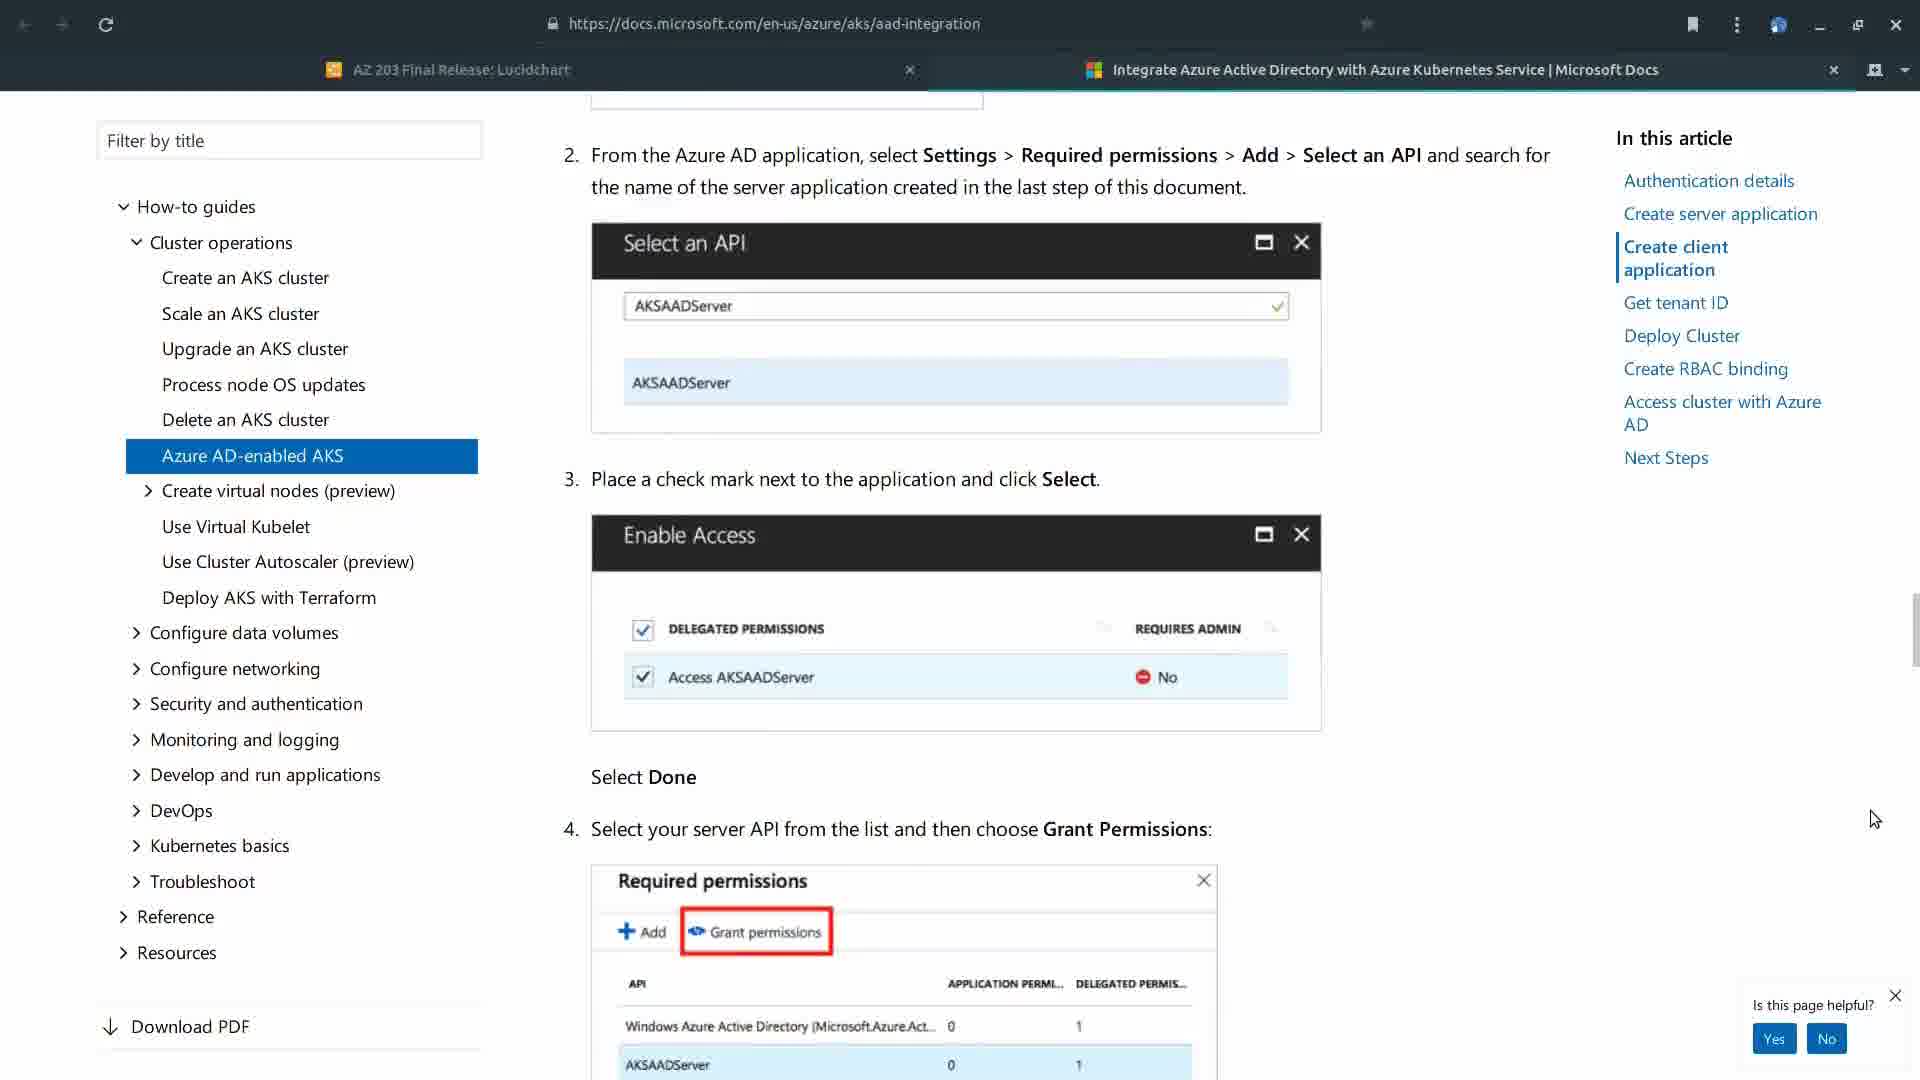 https://docs.microsoft.com/en-us/azure/aks/aad-integration
AZ 203 Final Release: Lucidchart
Integrate Azure Active Directory with Azure Kubernetes Service | Microsoft Docs
Filter by title
How-to guides
Cluster operations
Create an AKS cluster
Scale an AKS cluster
Upgrade an AKS cluster
Process node OS updates
Delete an AKS cluster
Azure AD-enabled AKS
Create virtual nodes (preview)
Use Virtual Kubelet
Use Cluster Autoscaler (preview)
Deploy AKS with Terraform
Configure data volumes
Configure networking
Security and authentication
Monitoring and logging
Develop and run applications
DevOps
Kubernetes basics
Troubleshoot
Reference
Resources
Download PDF
2. From the Azure AD application, select Settings > Required permissions > Add > Select an API and search for
the name of the server application created in the last step of this document.
Select an API
AKSAADServer
AKSAADServer
3. Place a check mark next to the application and click Select.
Enable Access
DELEGATED PERMISSIONS REQUIRES ADMIN
Access AKSAADServer No
Select Done
4. Select your server API from the list and then choose Grant Permissions:
Required permissions
Add Grant permissions
API APPLICATION PERMI... DELEGATED PERMIS...
Windows Azure Active Directory (Microsoft.Azure.Act... 0 1
AKSAADServer 0 1
In this article
Authentication details
Create server application
Create client
application
Get tenant ID
Deploy Cluster
Create RBAC binding
Access cluster with Azure
AD
Next Steps
Is this page helpful?
Yes No